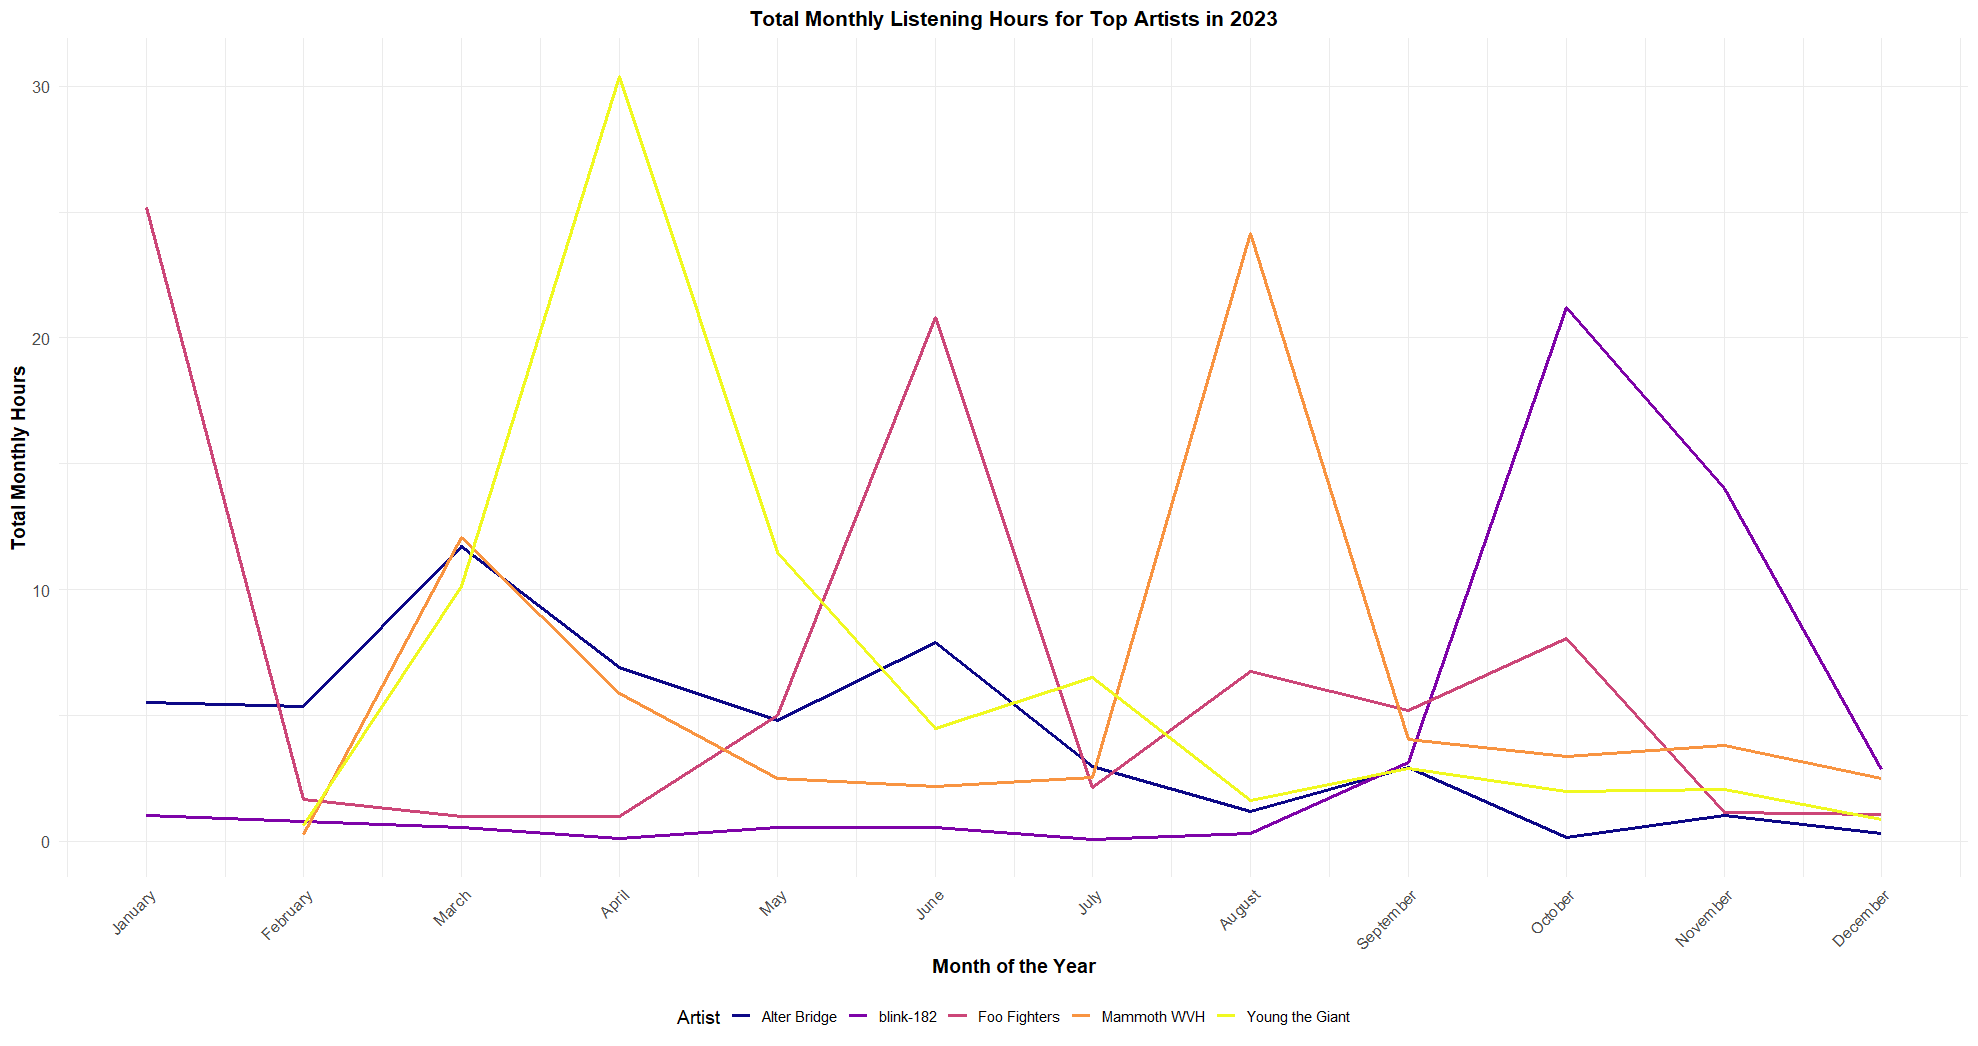 Total Monthly Listening Hours for Top Artists in 2023
Total Monthly Hours
30
20
10
0
January
February
March
April
May
June
July
August
September
October
November
December
Month of the Year
Artist Alter Bridge blink-182 Foo Fighters Mammoth WVH Young the Giant